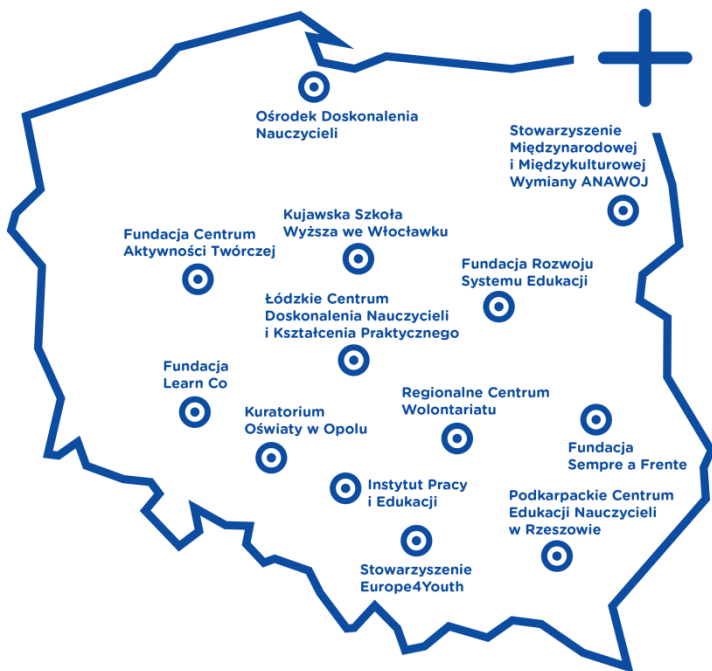 Ośrodek Doskonalenia
Nauczycieli
Stowarzyszenie
Międzynarodowej
i Międzykulturowej
Wymiany ANAWOJ
Kujawska Szkoła
Wyższa we Włocławku
Fundacja Centrum
Aktywności Twórczej
Fundacja Rozwoju
Systemu Edukacji
Łódzkie Centrum
Doskonalenia Nauczycieli
i Kształcenia Praktycznego
Fundacja
Learn Co
Regionalne Centrum
Wolontariatu
Kuratorium
Oświaty w Opolu
Fundacja
Sempre a Frente
Instytut Pracy
i Edukacji
Podkarpackie Centrum
Edukacji Nauczycieli
w Rzeszowie
Stowarzyszenie
Europe4Youth